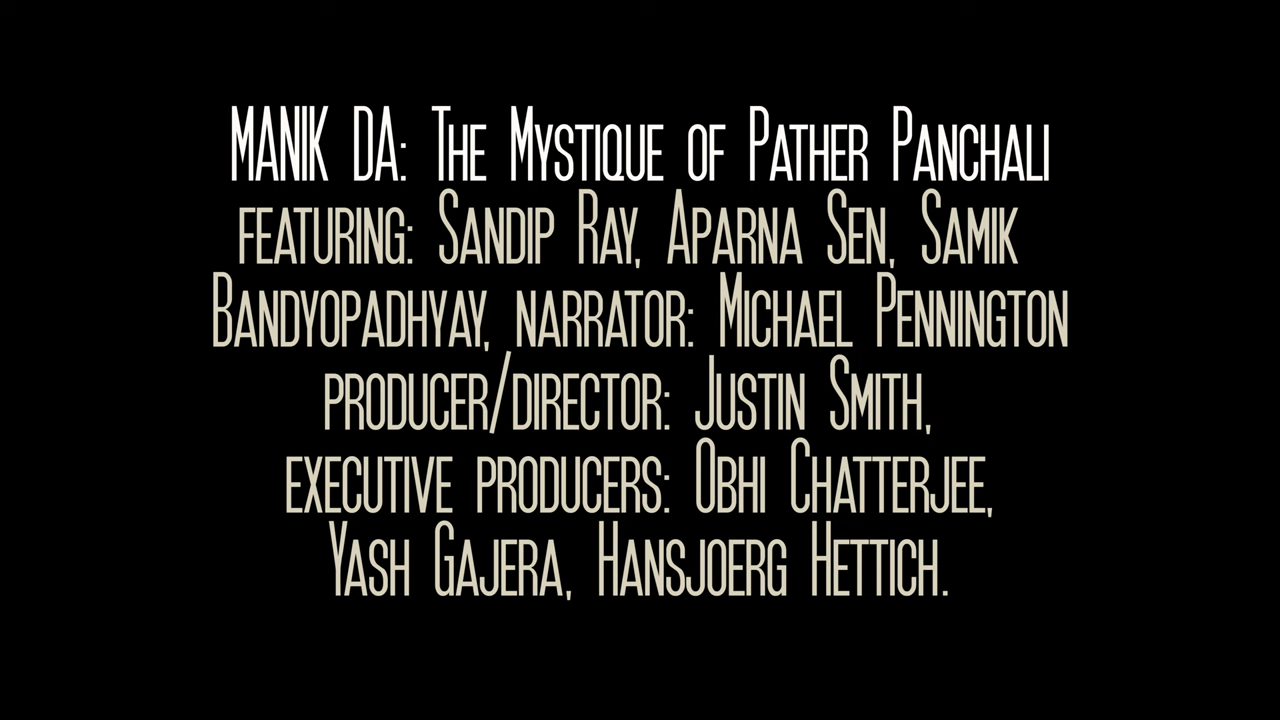 MANIK DA: The Mystique of Pather Panchali
featuring: Sandip Ray, Aparna Sen, Samik
Bandyopadhyay, narrator: Michael Pennington
producer/director: Justin Smith,
executive producers: Obhi Chatterjee,
Yash Gajera, Hansjoerg Hettich.